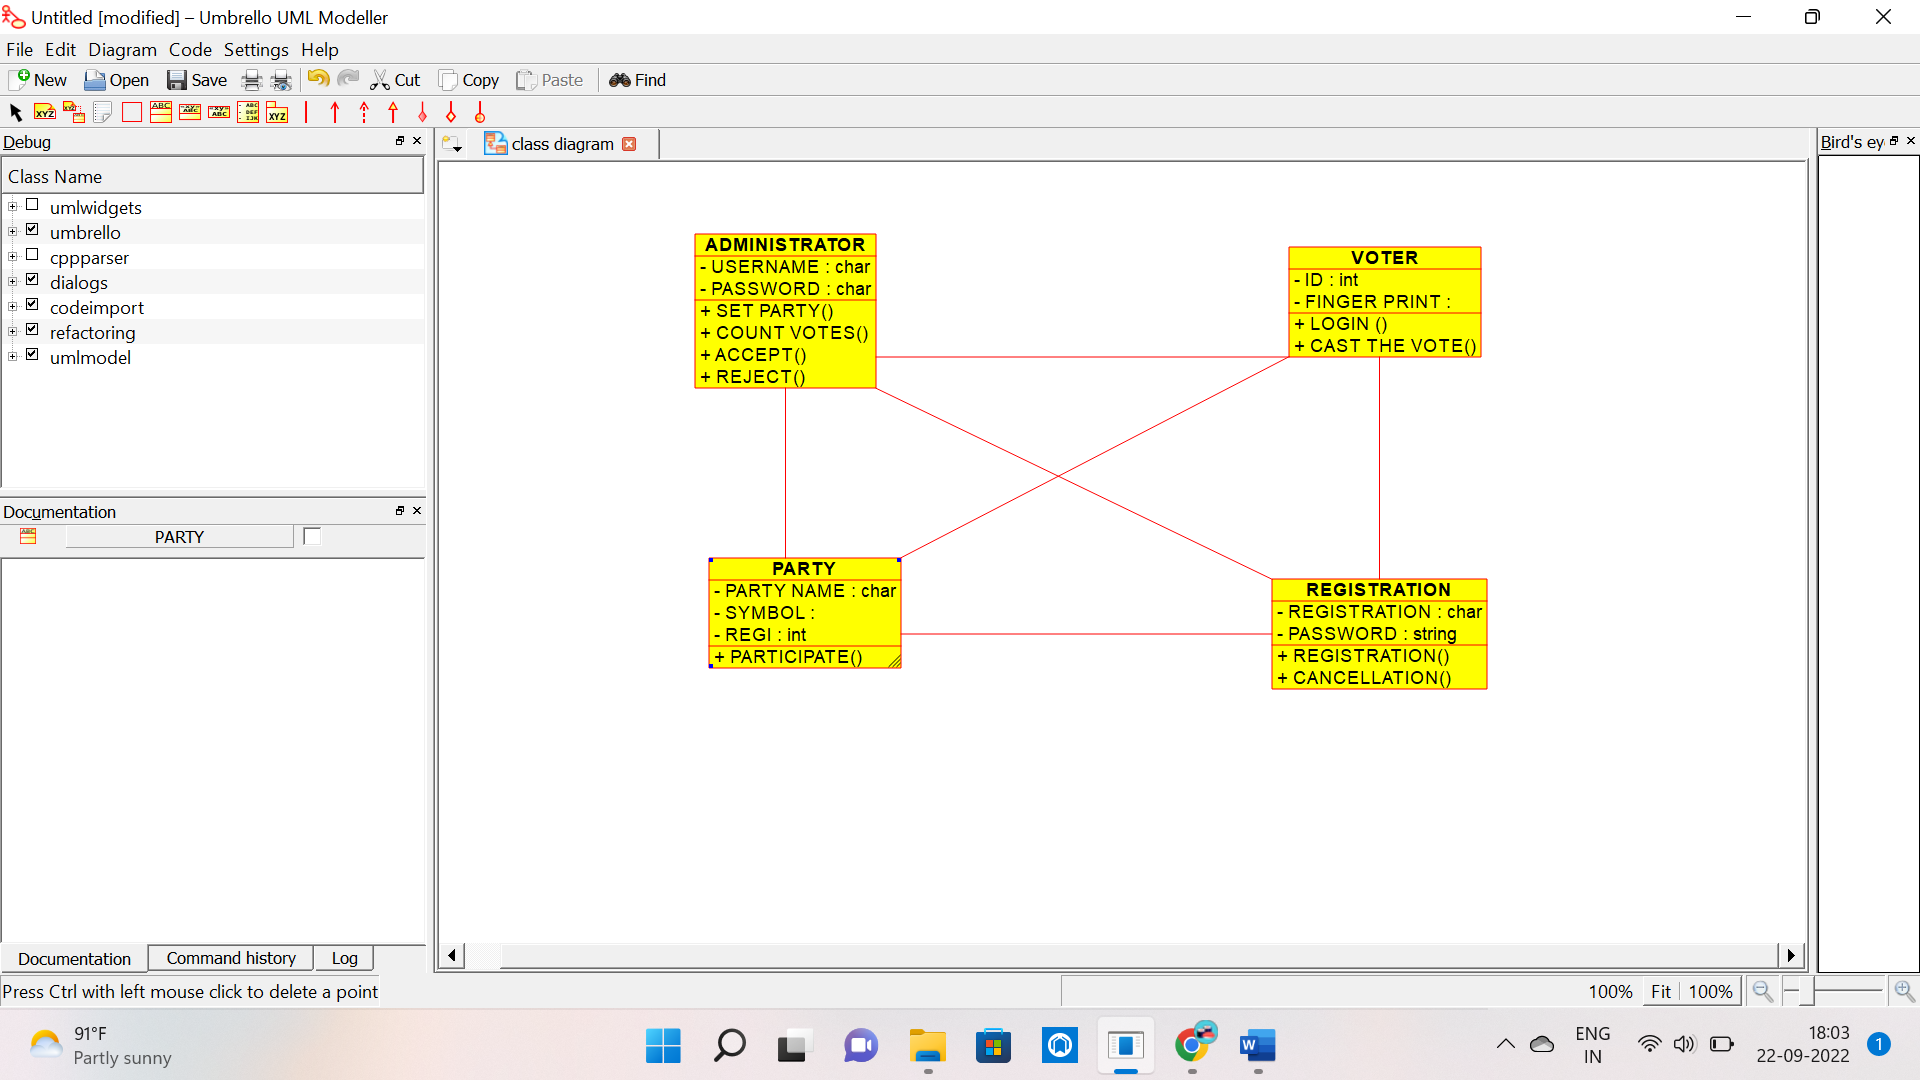 Untitled [modified] – Umbrello UML Modeller
File Edit Diagram Code Settings Help
New Open Save Cut Copy Paste Find
Debug
class diagram
Bird's ey
Class Name
umlwidgets
umbrello
cppparser
dialogs
codeimport
refactoring
umlmodel
ADMINISTRATOR
- USERNAME : char
- PASSWORD : char
+ SET PARTY()
+ COUNT VOTES()
+ ACCEPT()
+ REJECT()
VOTER
- ID : int
- FINGER PRINT :
+ LOGIN ()
+ CAST THE VOTE()
PARTY
- PARTY NAME : char
- SYMBOL :
- REGI : int
+ PARTICIPATE()
REGISTRATION
- REGISTRATION : char
- PASSWORD : string
+ REGISTRATION()
+ CANCELLATION()
Documentation
PARTY
Documentation Command history Log
Press Ctrl with left mouse click to delete a point
100% Fit 100%
91°F
Partly sunny
ENG
IN
18:03
22-09-2022
1